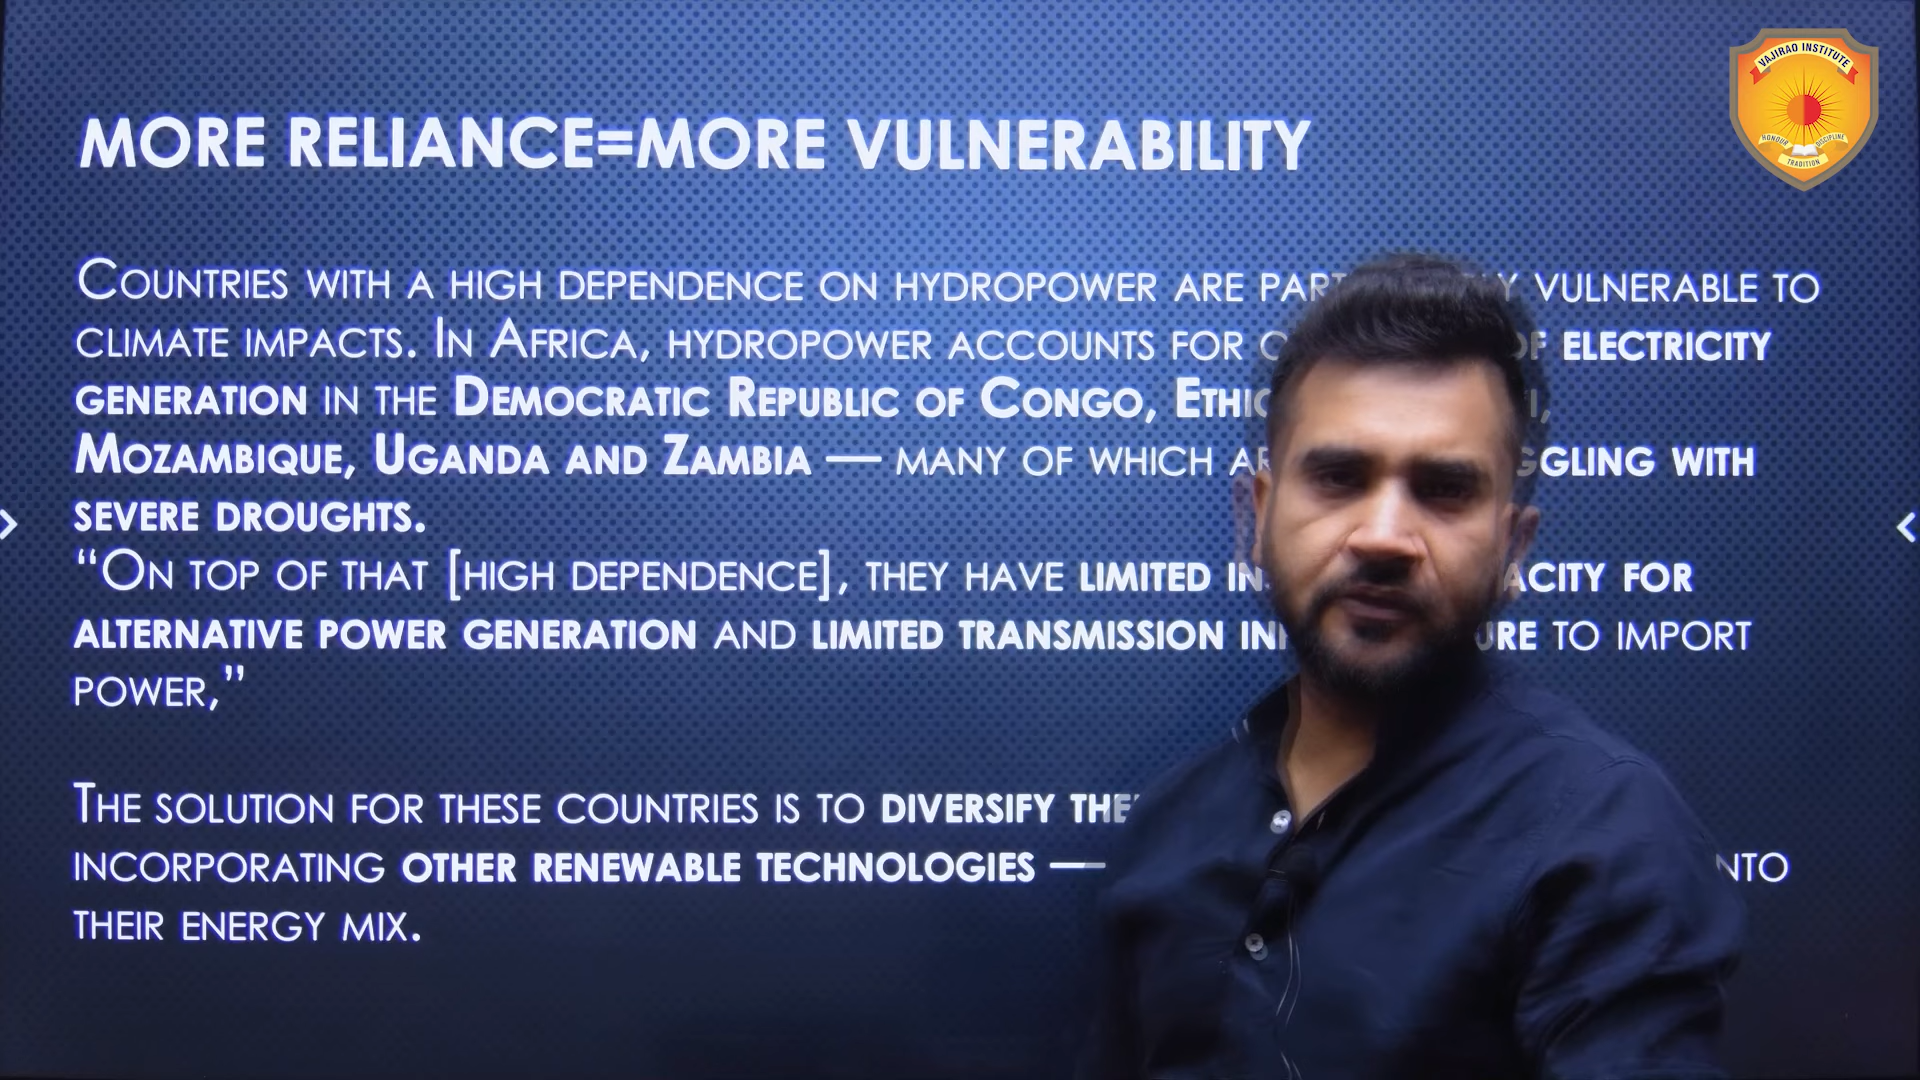 VAJIRAO INSTITUTE
HONOUR DISCIPLINE
TRADITION
MORE RELIANCE=MORE VULNERABILITY
COUNTRIES WITH A HIGH DEPENDENCE ON HYDROPOWER ARE VULNERABLE TO
CLIMATE IMPACTS. IN AFRICA, HYDROPOWER ACCOUNTS FOR OF ELECTRICITY
GENERATION IN THE DEMOCRATIC REPUBLIC OF CONGO,
MOZAMBIQUE, UGANDA AND ZAMBIA — MANY OF WHICH WITH
SEVERE DROUGHTS.
“ON TOP OF THAT [HIGH DEPENDENCE], THEY HAVE LIMITED FOR
ALTERNATIVE POWER GENERATION AND LIMITED TRANSMISSION TO IMPORT
POWER,”
THE SOLUTION FOR THESE COUNTRIES IS TO DIVERSIFY
INCORPORATING OTHER RENEWABLE TECHNOLOGIES —
THEIR ENERGY MIX.